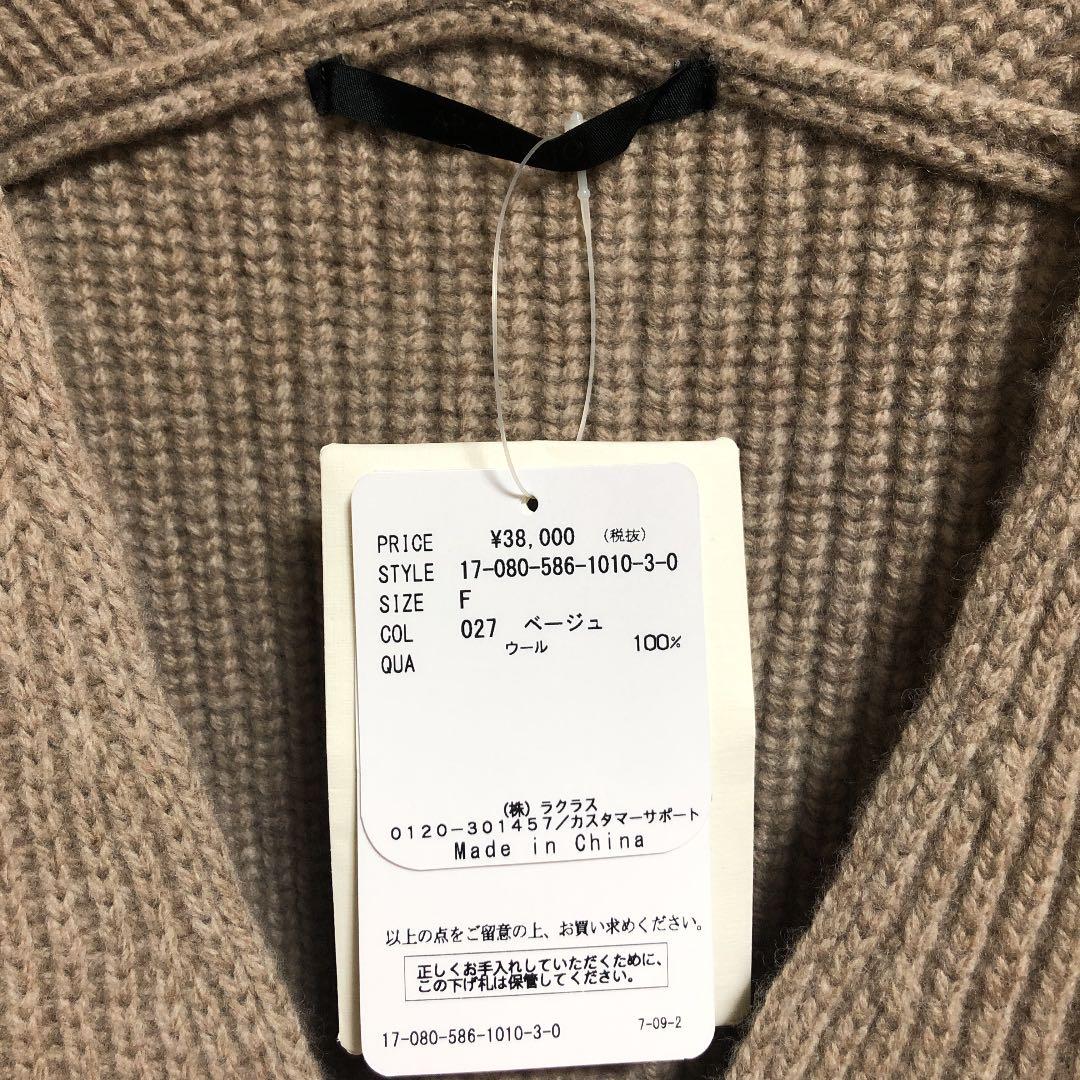 PRICE ¥38,000 (税抜)
STYLE 17-080-586-1010-3-0
SIZE F
COL 027 ベージュ
QUA ウール 100%
(株) ラクラス
0120-301457/カスタマーサポート
Made in China
以上の点をご留意の上、お買い求めください。
正しくお手入れしていただくために、
この下げ札は保管してください。
17-080-586-1010-3-0 7-09-2